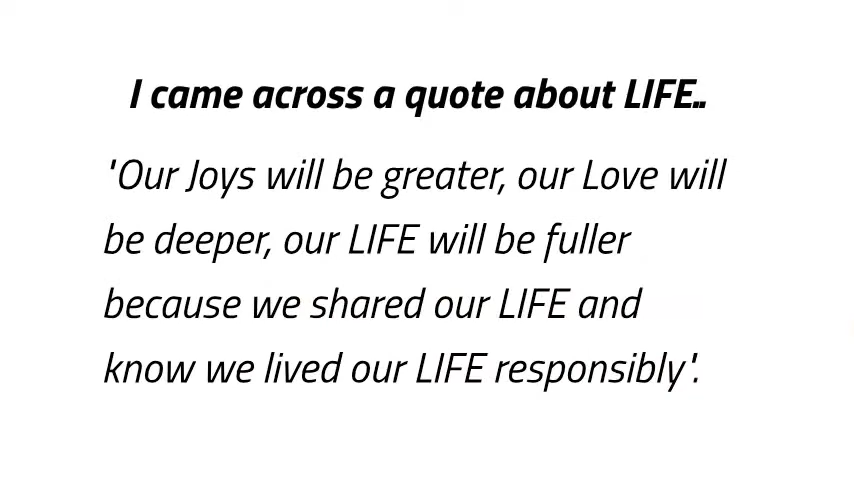 I came across a quote about LIFE..
'Our Joys will be greater, our Love will
be deeper, our LIFE will be fuller
because we shared our LIFE and
know we lived our LIFE responsibly'.